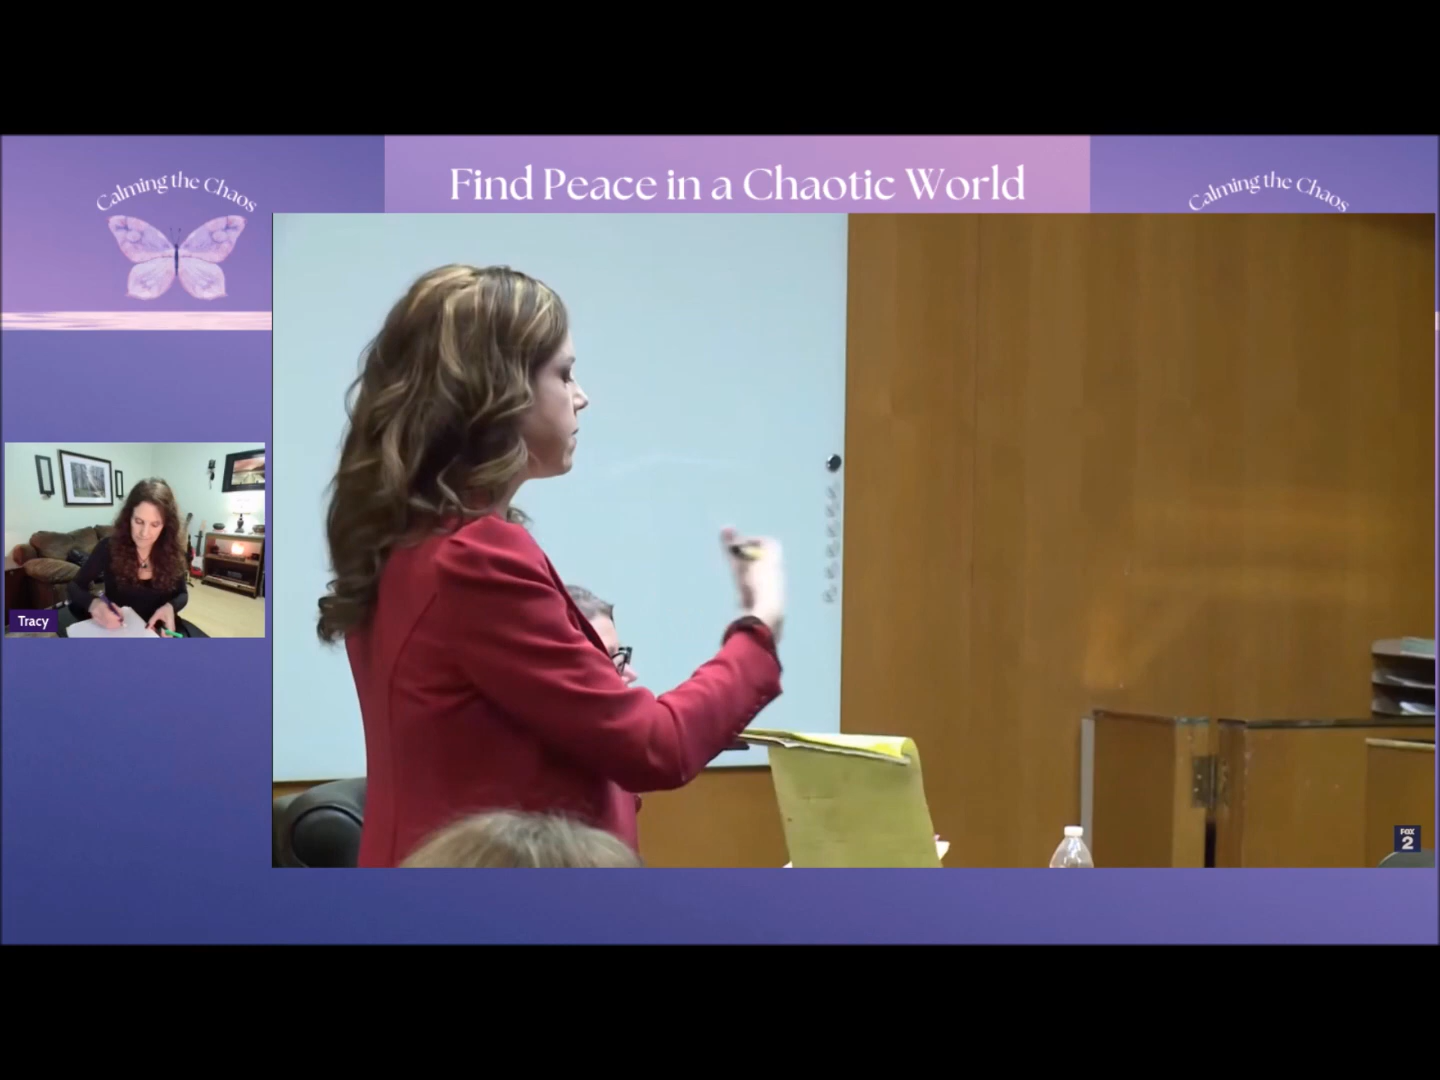 Calming the Chaos
Find Peace in a Chaotic World
Calming the Chaos
Tracy
FOX
2